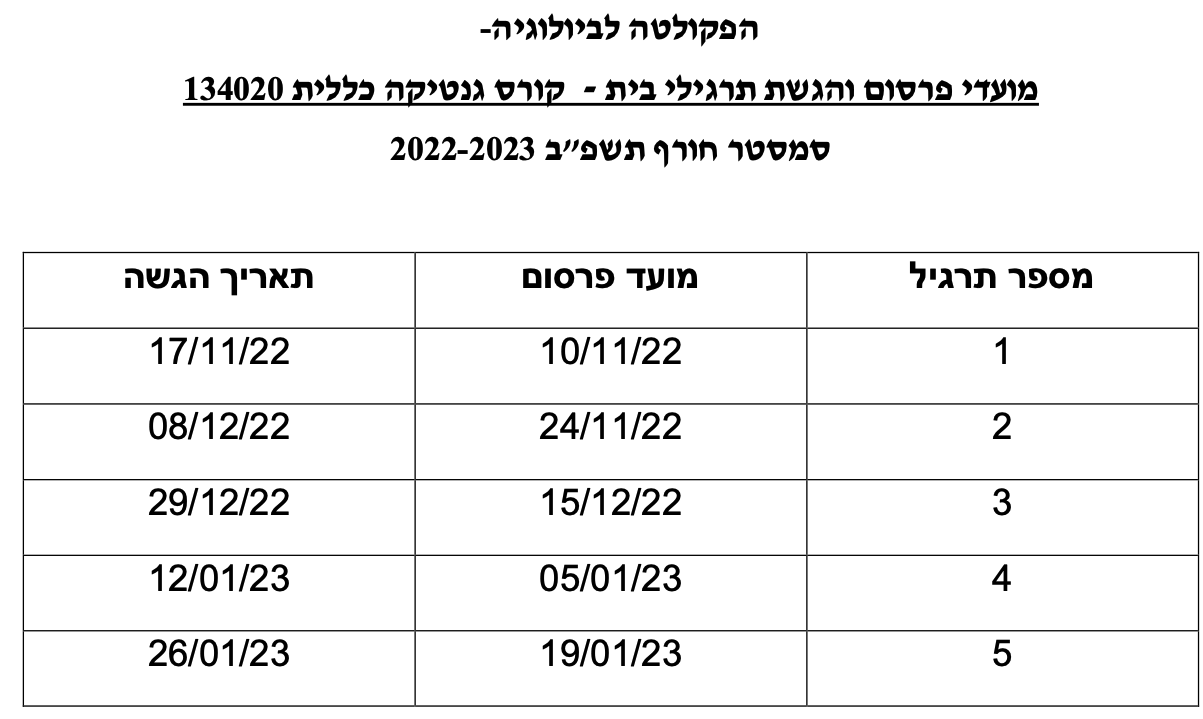 הפקולטה לביולוגיה-
מועדי פרסום והגשת תרגילי בית - קורס גנטיקה כללית 134020
סמסטר חורף תשפ״ב 2022-2023
מספר תרגיל מועד פרסום תאריך הגשה
1 10/11/22 17/11/22
2 24/11/22 08/12/22
3 15/12/22 29/12/22
4 05/01/23 12/01/23
5 19/01/23 26/01/23